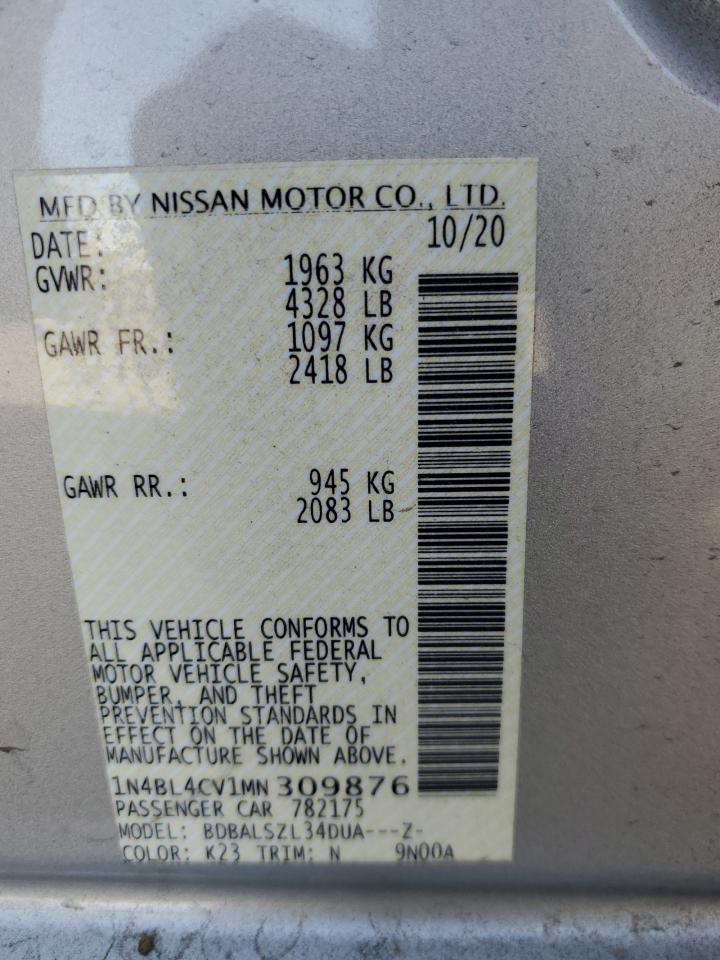 MFD BY NISSAN MOTOR CO., LTD.
DATE: 10/20
GVWR: 1963 KG
4328 LB
GAWR FR.: 1097 KG
2418 LB
GAWR RR.: 945 KG
2083 LB
THIS VEHICLE CONFORMS TO
ALL APPLICABLE FEDERAL
MOTOR VEHICLE SAFETY,
BUMPER, AND THEFT
PREVENTION STANDARDS IN
EFFECT ON THE DATE OF
MANUFACTURE SHOWN ABOVE.
1N4BL4CV1MN309876
PASSENGER CAR 782175
MODEL: BDBALSZL34DUA---Z-
COLOR: K23 TRIM: N 9N00A